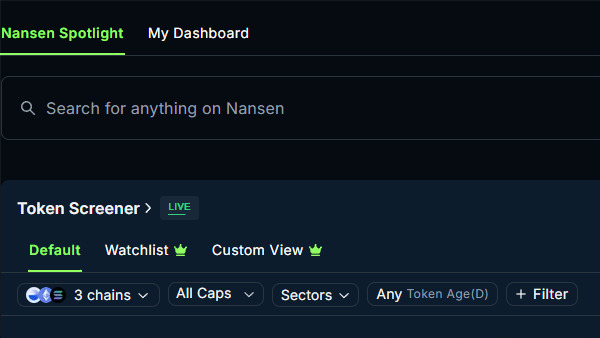 Nansen Spotlight My Dashboard
Search for anything on Nansen
Token Screener LIVE
Default Watchlist Custom View
3 chains All Caps Sectors Any Token Age(D) + Filter